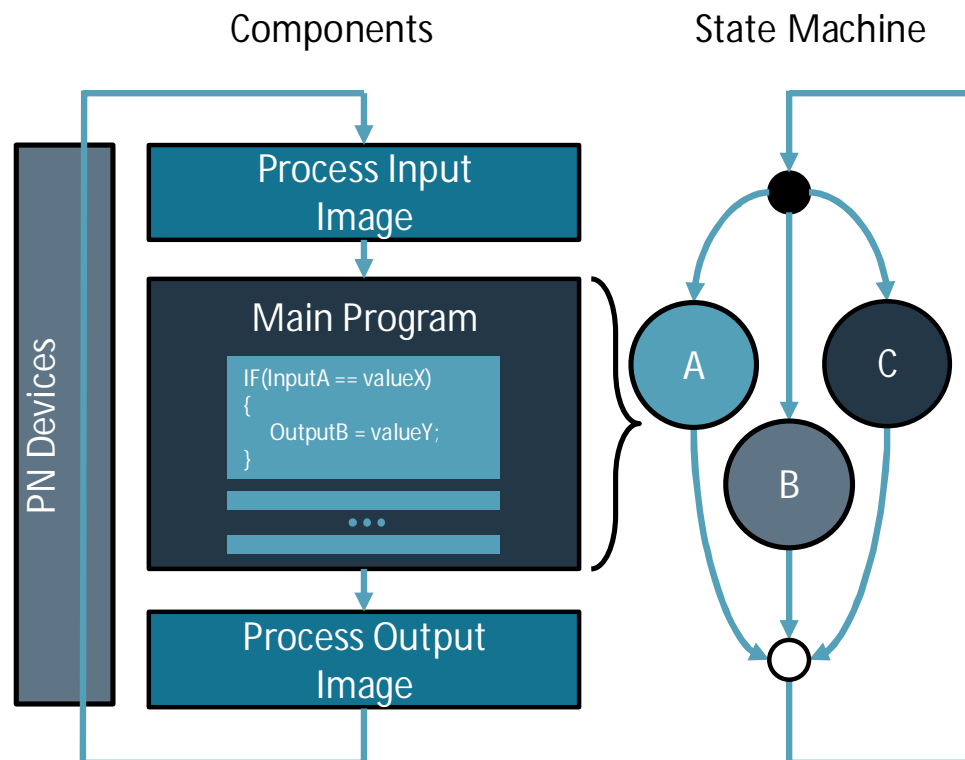 Components
State Machine
PN Devices
Process Input
Image
Main Program
IF(InputA == valueX)
{
OutputB = valueY;
}
...
Process Output
Image
A
B
C